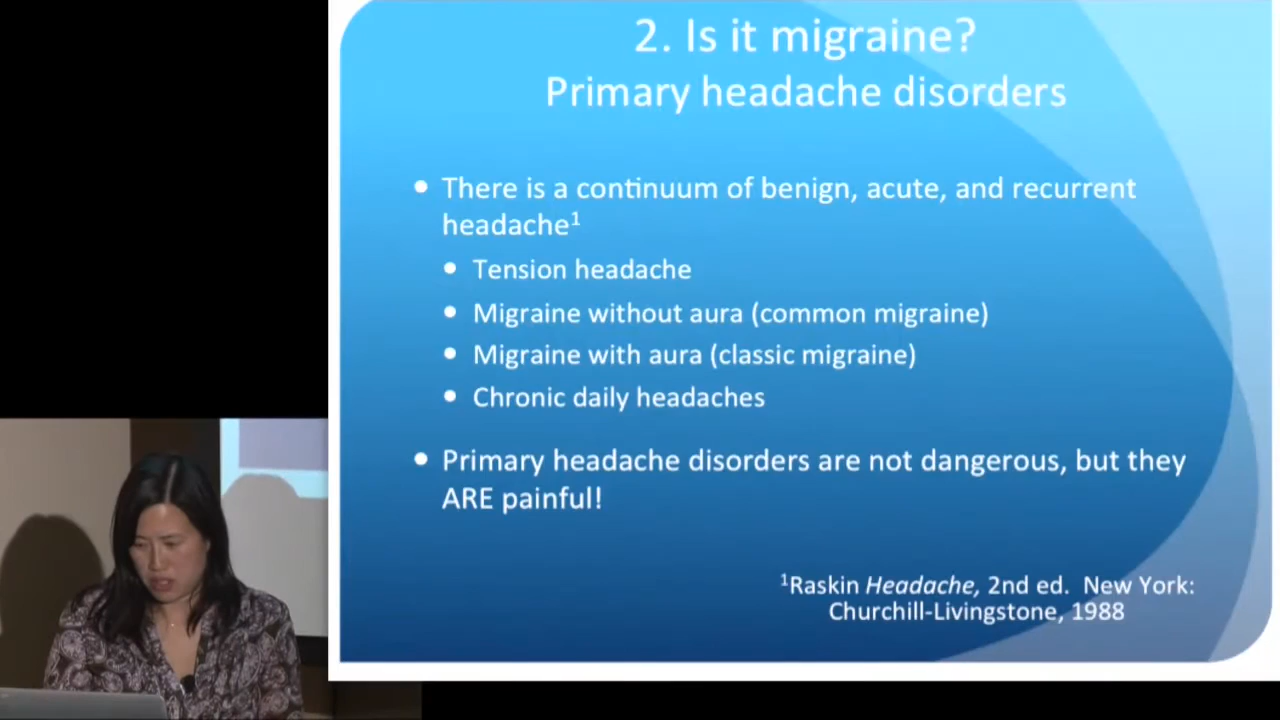 2. Is it migraine?
Primary headache disorders
• There is a continuum of benign, acute, and recurrent
headache¹
• Tension headache
• Migraine without aura (common migraine)
• Migraine with aura (classic migraine)
• Chronic daily headaches
• Primary headache disorders are not dangerous, but they
ARE painful!
¹Raskin Headache, 2nd ed. New York:
Churchill-Livingstone, 1988